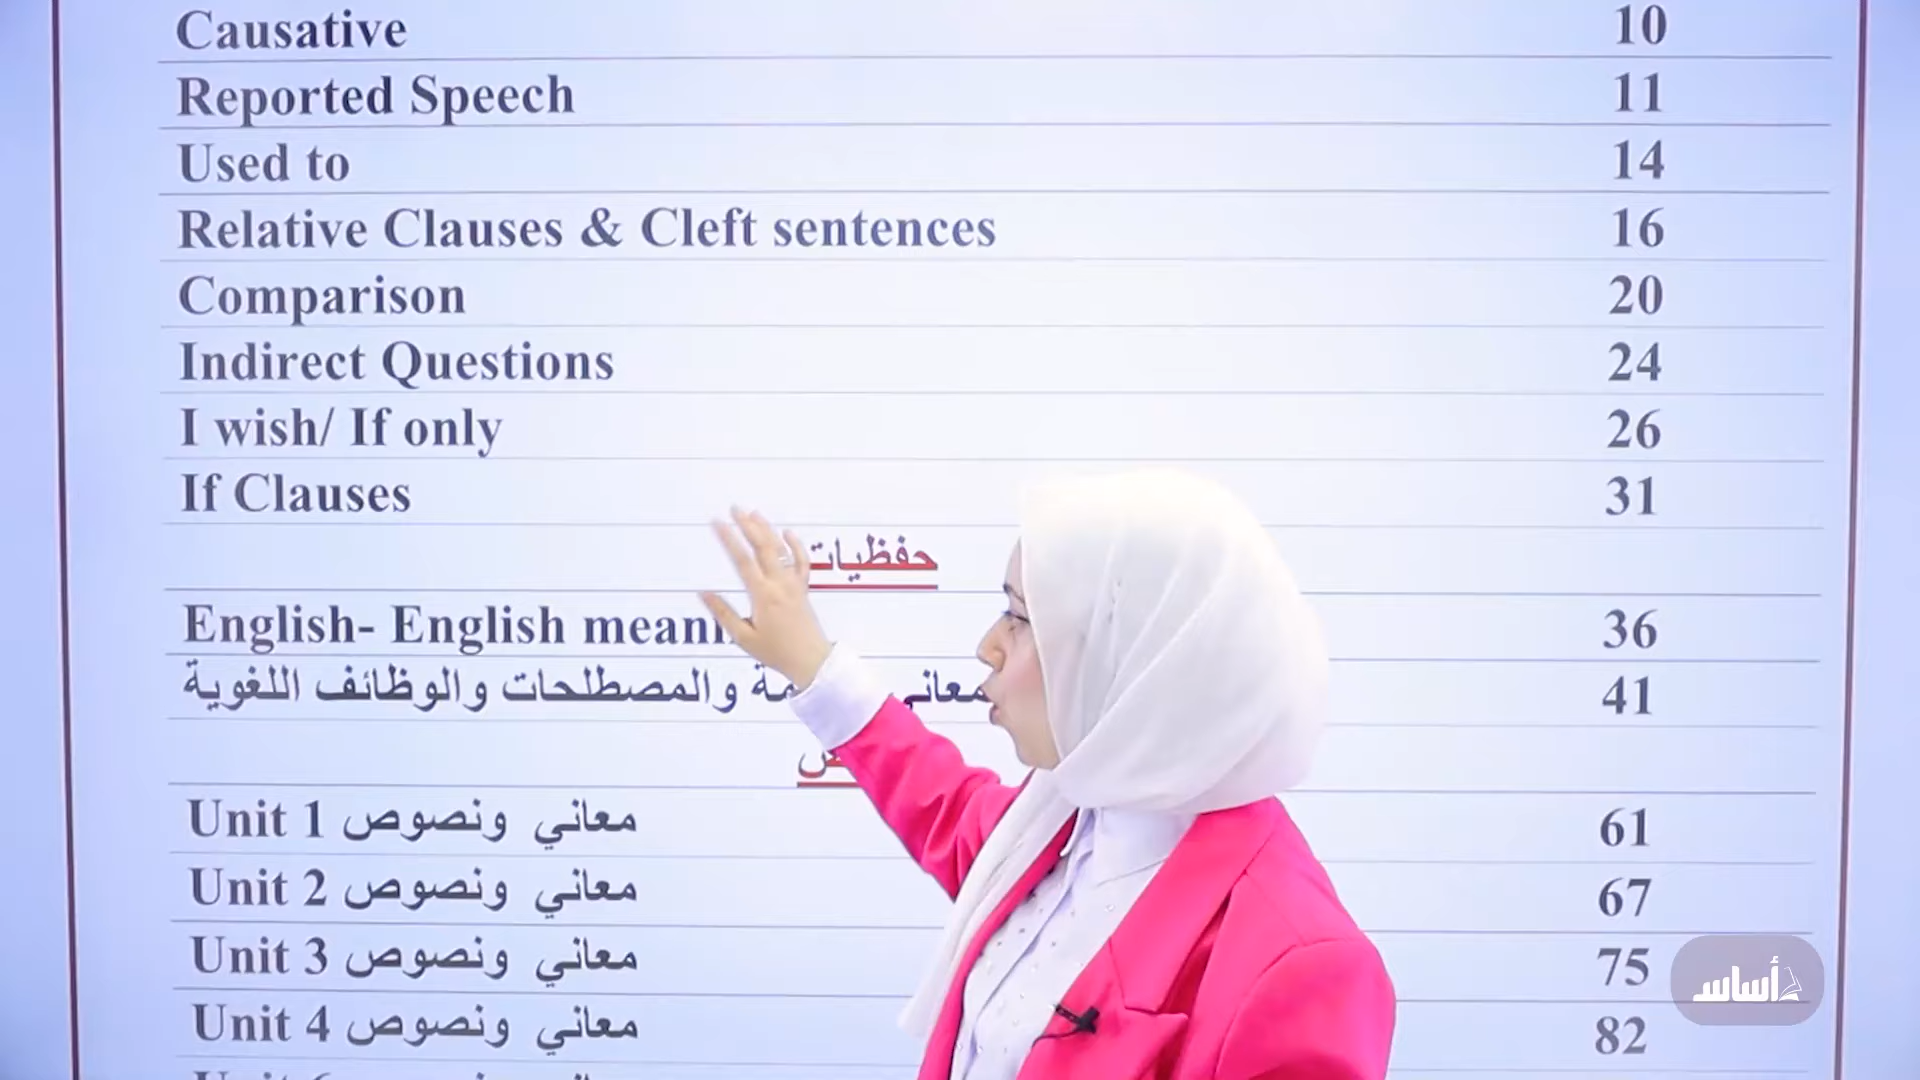 Causative 10
Reported Speech 11
Used to 14
Relative Clauses & Cleft sentences 16
Comparison 20
Indirect Questions 24
I wish/ If only 26
If Clauses 31
حفظيات
English- English 36
معاني والمصطلحات والوظائف اللغوية 41
Unit 1 معاني ونصوص 61
Unit 2 معاني ونصوص 67
Unit 3 معاني ونصوص 75
Unit 4 معاني ونصوص 82
أساس